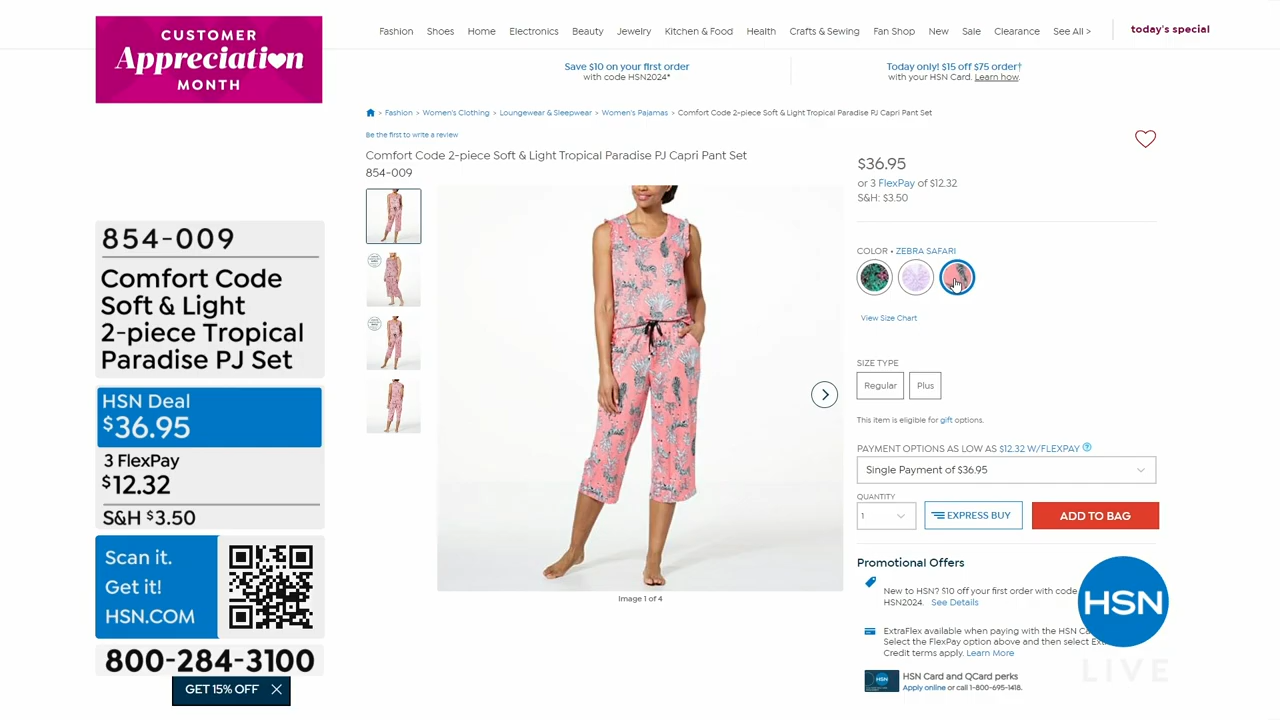 CUSTOMER
Appreciation
MONTH
Fashion Shoes Home Electronics Beauty Jewelry Kitchen & Food Health Crafts & Sewing Fan Shop New Sale Clearance See All >
today's special
Save $10 on your first order
with code HSN2024*
Today only! $15 off $75 order†
with your HSN Card. Learn how.
> Fashion > Women's Clothing > Loungewear & Sleepwear > Women's Pajamas > Comfort Code 2-piece Soft & Light Tropical Paradise PJ Capri Pant Set
Be the first to write a review
Comfort Code 2-piece Soft & Light Tropical Paradise PJ Capri Pant Set
854-009
Image 1 of 4
$36.95
or 3 FlexPay of $12.32
S&H: $3.50
COLOR • ZEBRA SAFARI
View Size Chart
SIZE TYPE
Regular
Plus
This item is eligible for gift options.
PAYMENT OPTIONS AS LOW AS $12.32 W/FLEXPAY ?
Single Payment of $36.95
QUANTITY
1
EXPRESS BUY
ADD TO BAG
Promotional Offers
New to HSN? $10 off your first order with code
HSN2024. See Details
ExtraFlex available when paying with the HSN Ca
Select the FlexPay option above and then select Ext
Credit terms apply. Learn More
HSN
HSN Card and QCard perks
Apply online or call 1-800-695-1418.
HSN
LIVE
854-009
Comfort Code
Soft & Light
2-piece Tropical
Paradise PJ Set
HSN Deal
$36.95
3 FlexPay
$12.32
S&H $3.50
Scan it.
Get it!
HSN.COM
800-284-3100
GET 15% OFF